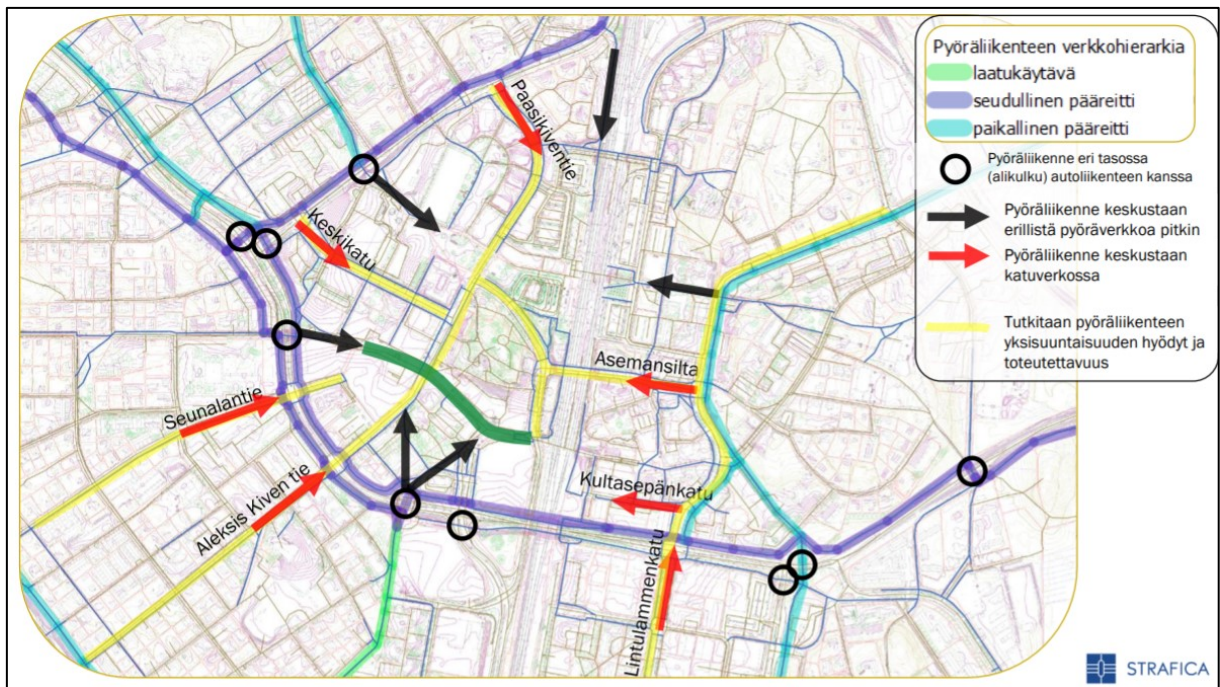 Pyöräliikenteen verkkohierarkia
laatukäytävä
seudullinen pääreitti
paikallinen pääreitti
Pyöräliikenne eri tasossa
(alikulku) autoliikenteen kanssa
Pyöräliikenne keskustaan
erillistä pyöräverkkoa pitkin
Pyöräliikenne keskustaan
katuverkossa
Tutkitaan pyöräliikenteen
yksisuuntaisuuden hyödyt ja
toteutettavuus
Paasikiventie
Keskikatu
Asemansilta
Seunalantie
Kultasepänkatu
Aleksis Kiven tie
Lintulammenkatu
STRAFICA